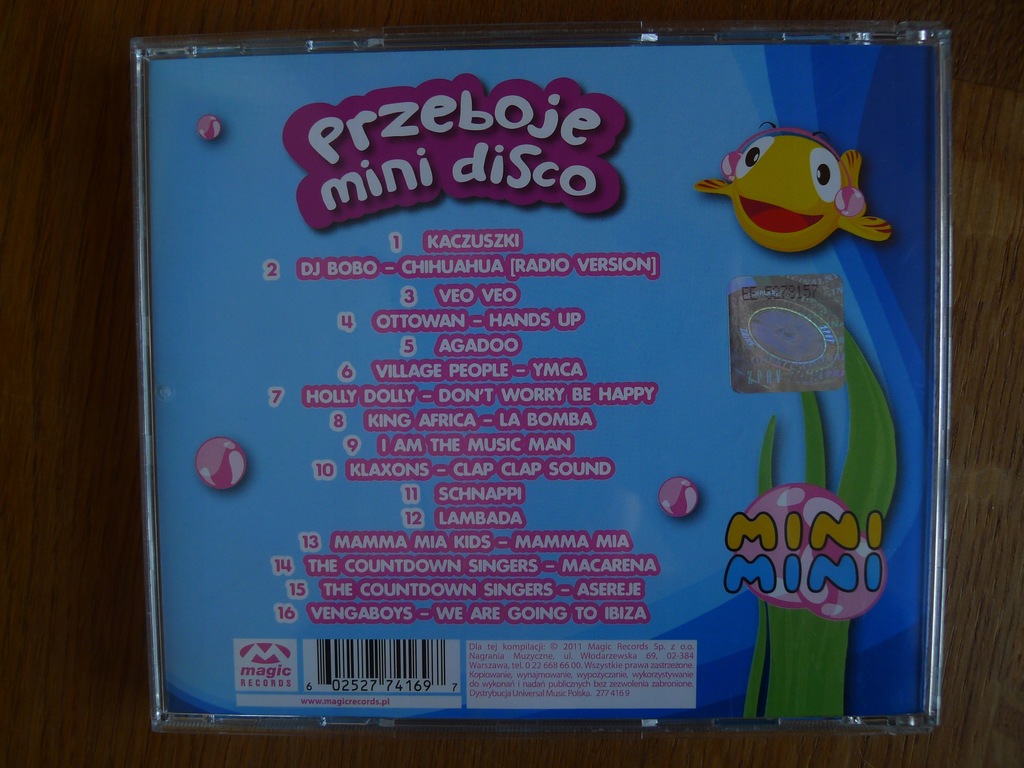 przeboje
mini disco
1 KACZUSZKI
2 DJ BOBO – CHIHUAHUA [RADIO VERSION]
3 VEO VEO
4 OTTOWAN – HANDS UP
5 AGADOO
6 VILLAGE PEOPLE – YMCA
7 HOLLY DOLLY – DON'T WORRY BE HAPPY
8 KING AFRICA – LA BOMBA
9 I AM THE MUSIC MAN
10 KLAXONS – CLAP CLAP SOUND
11 SCHNAPPI
12 LAMBADA
13 MAMMA MIA KIDS – MAMMA MIA
14 THE COUNTDOWN SINGERS – MACARENA
15 THE COUNTDOWN SINGERS – ASEREJE
16 VENGABOYS – WE ARE GOING TO IBIZA
MINI
MINI
magic
RECORDS
www.magicrecords.pl
6 02527 74169 7
Dla tej kompilacji: © 2011 Magic Records Sp. z o.o.
Nagrania Muzyczne, ul. Włodarzewska 69, 02-384
Warszawa, tel. 0 22 668 66 00. Wszystkie prawa zastrzeżone.
Kopiowanie, wynajmowanie, wypożyczanie, wykorzystywanie
do wykonań i nadań publicznych bez zezwolenia zabronione.
Dystrybucja Universal Music Polska. 277 416 9